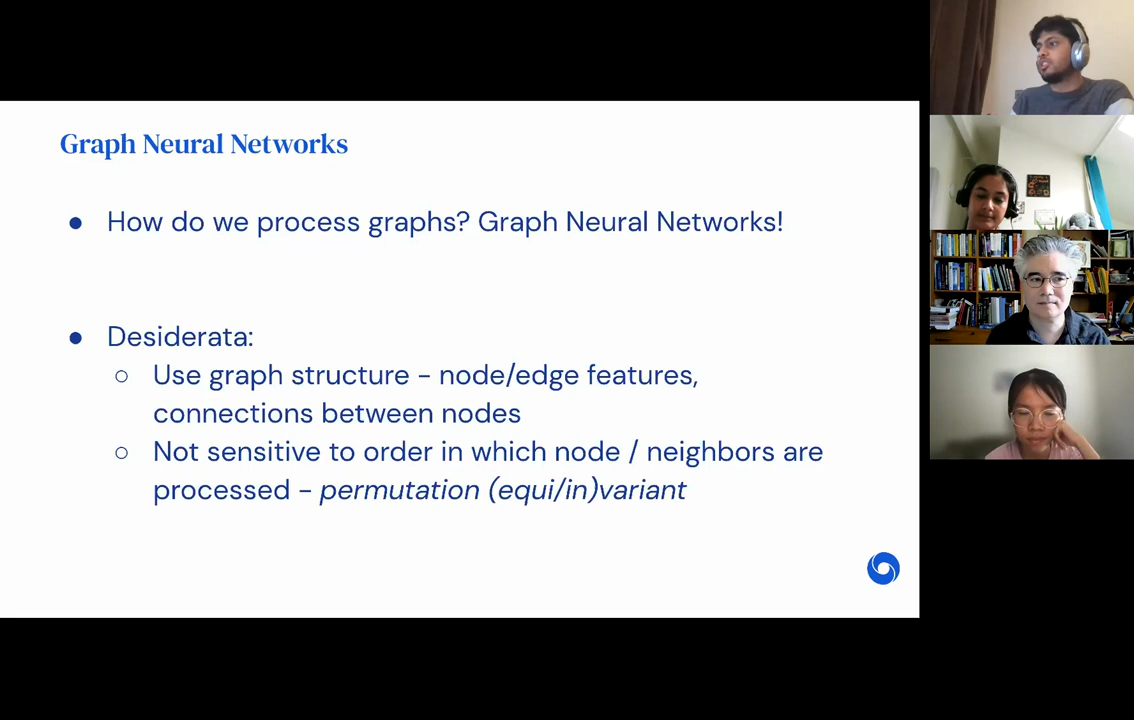 Graph Neural Networks
● How do we process graphs? Graph Neural Networks!
● Desiderata:
○ Use graph structure - node/edge features,
connections between nodes
○ Not sensitive to order in which node / neighbors are
processed - permutation (equi/in)variant